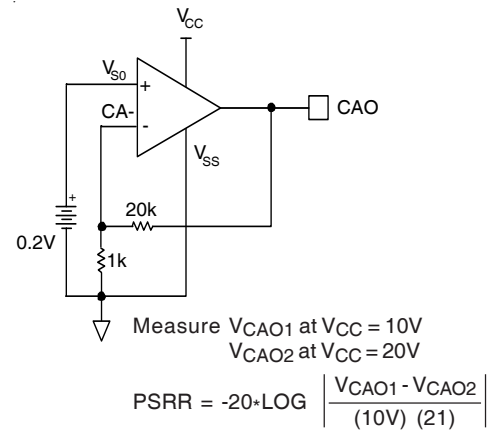 VCC
VS0
+
CA-
-
CAO
VSS
+
20k
0.2V
1k
Measure VCAO1 at VCC = 10V
VCAO2 at VCC = 20V
PSRR = -20*LOG | VCAO1 - VCAO2 |
(10V) (21)